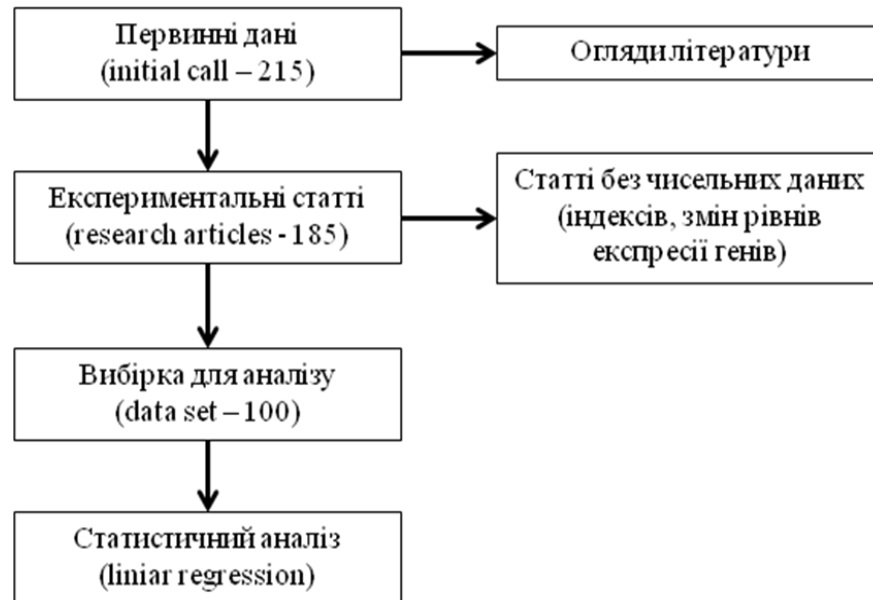 Первинні дані
(initial call – 215)
Огляди літератури
Експериментальні статті
(research articles - 185)
Статті без чисельних даних
(індексів, змін рівнів
експресії генів)
Вибірка для аналізу
(data set – 100)
Статистичний аналіз
(liniar regression)